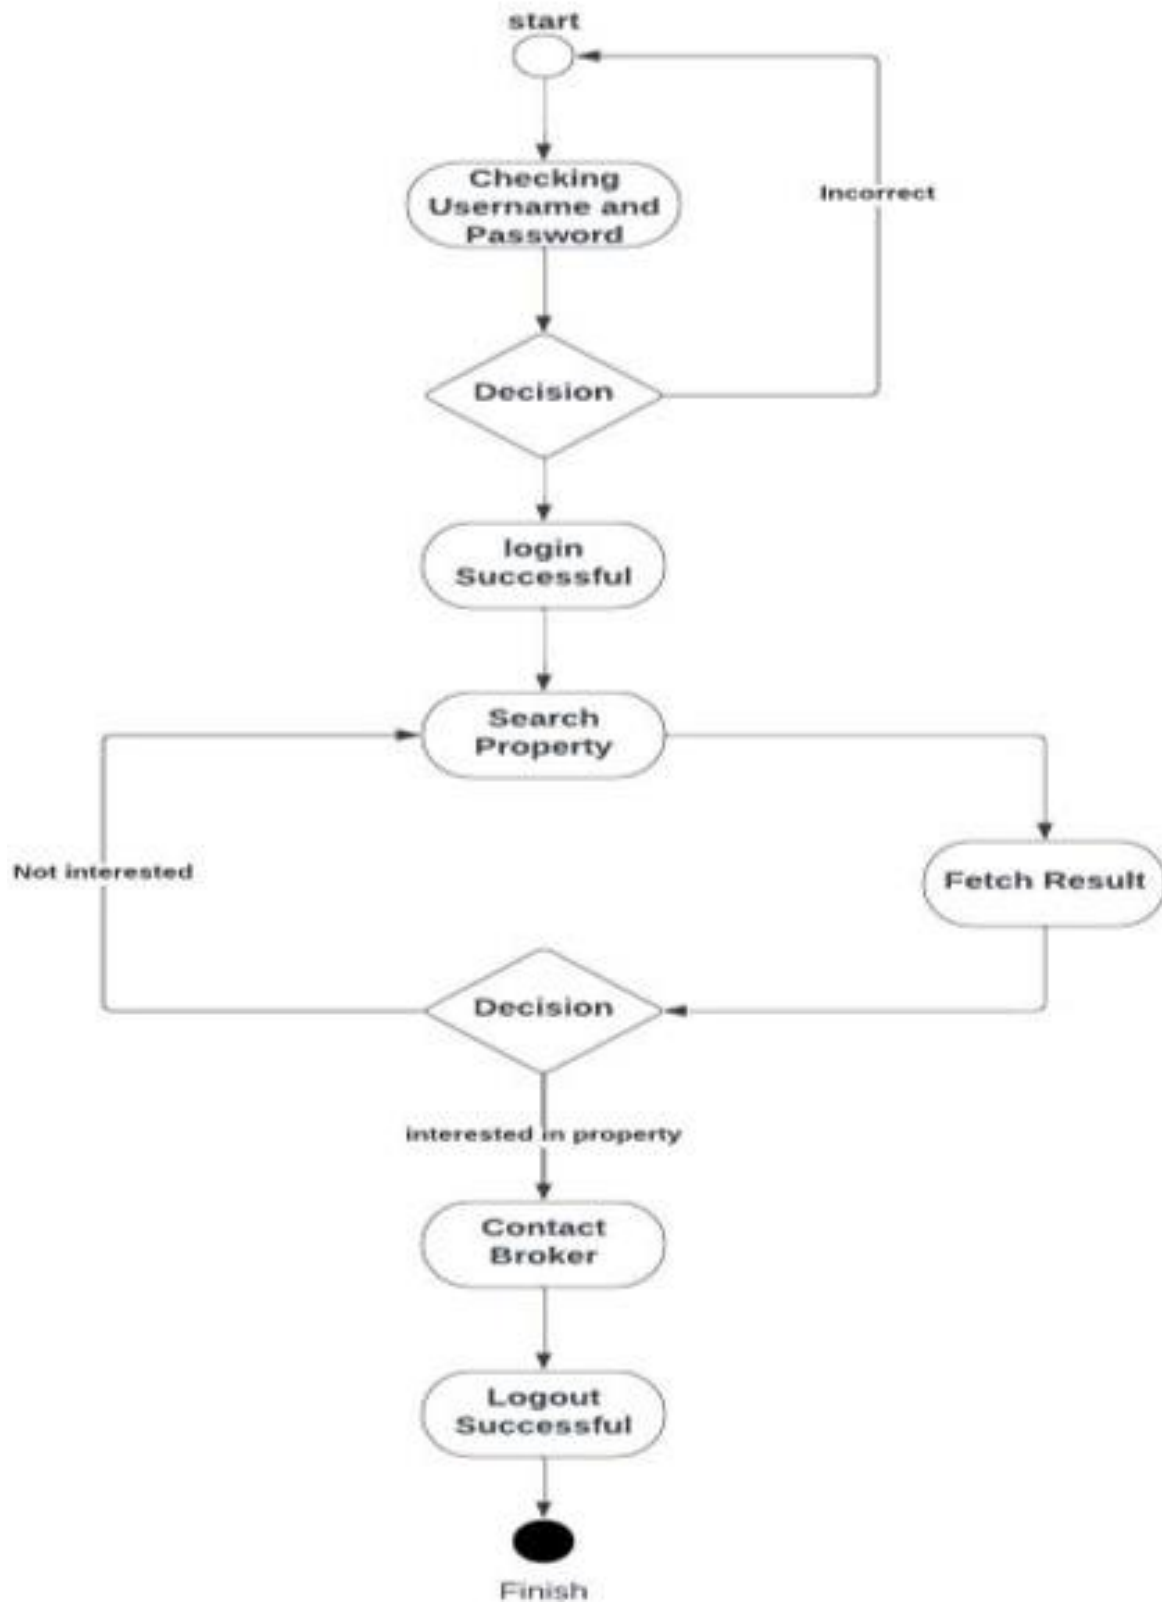 start
Checking
Username and
Password
Incorrect
Decision
login
Successful
Search
Property
Not interested
Fetch Result
Decision
interested in property
Contact
Broker
Logout
Successful
Finish